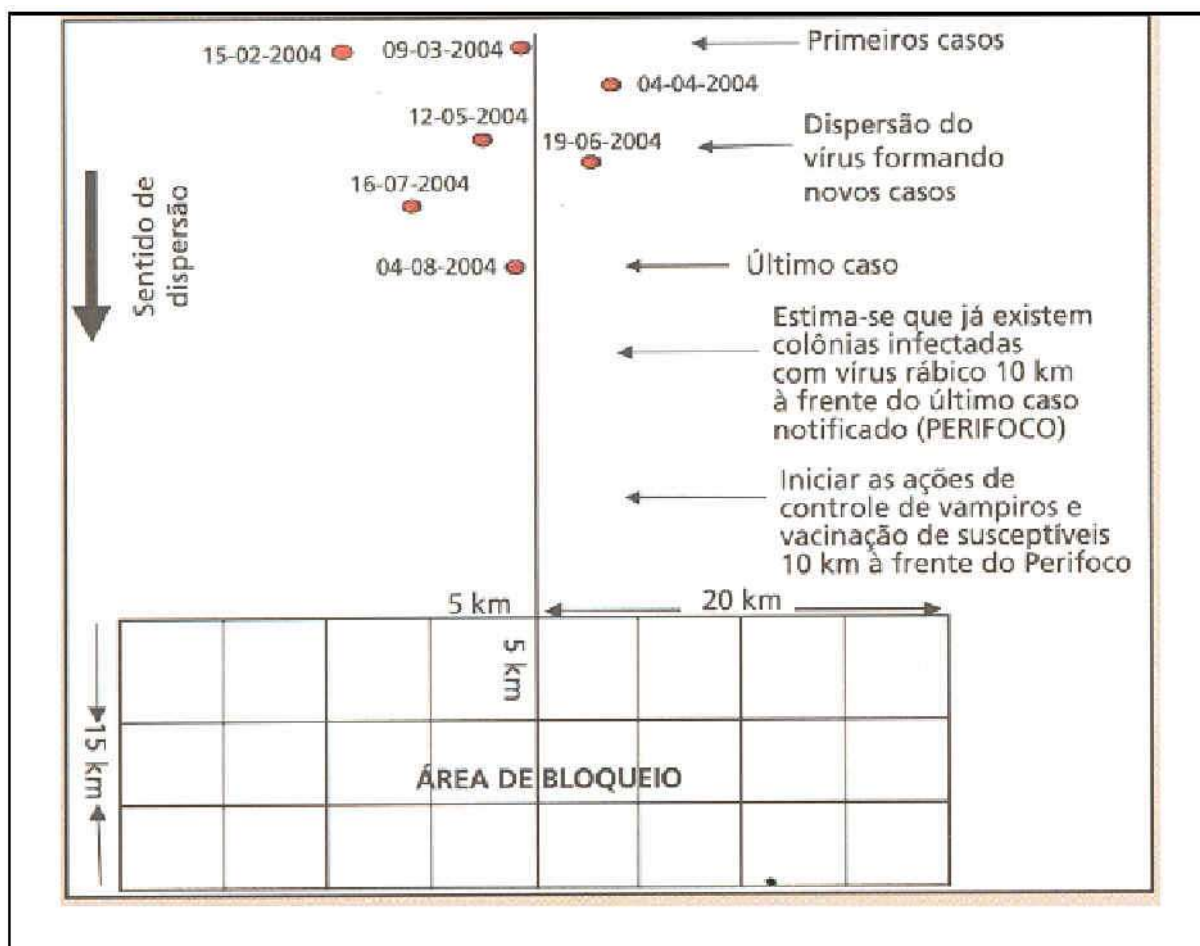 Primeiros casos
15-02-2004
09-03-2004
04-04-2004
12-05-2004
19-06-2004
Dispersão do
vírus formando
novos casos
16-07-2004
Sentido de
dispersão
04-08-2004
Último caso
Estima-se que já existem
colônias infectadas
com vírus rábico 10 km
à frente do último caso
notificado (PERIFOCO)
Iniciar as ações de
controle de vampiros e
vacinação de susceptíveis
10 km à frente do Perifoco
5 km
20 km
5 km
15 km
ÁREA DE BLOQUEIO